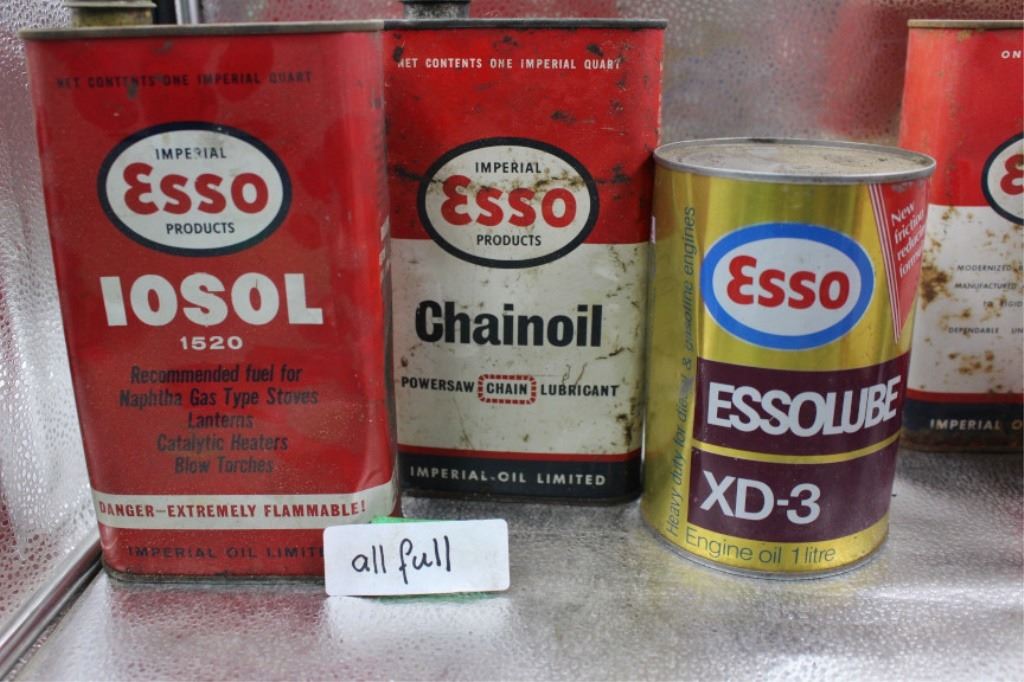 NET CONTENTS ONE IMPERIAL QUART
IMPERIAL
Esso
PRODUCTS
IOSOL
1520
Recommended fuel for
Naphtha Gas Type Stoves
Lanterns
Catalytic Heaters
Blow Torches
DANGER—EXTREMELY FLAMMABLE!
IMPERIAL OIL
all full
NET CONTENTS ONE IMPERIAL QUART
IMPERIAL
Esso
PRODUCTS
Chainoil
POWERSAW CHAIN LUBRICANT
IMPERIAL OIL LIMITED
New
friction
Esso
ESSOLUBE
XD-3
Engine oil 1 litre
Heavy duty for diesel & gasoline engines
MODERNIZED
MANUFACTURED
DEPENDABLE
IMPERIAL